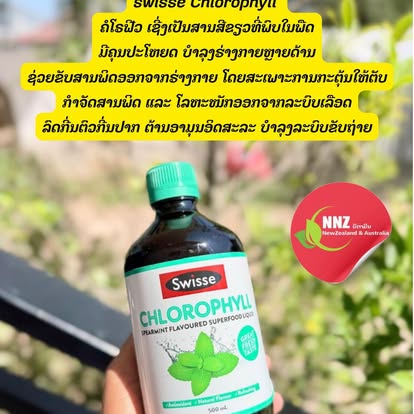 Swisse Chlorophyll
ຄໍໂຣຟິວ ເຊິ່ງເປັນສານສີຂຽວທີ່ພົບໃນພືດ
ມີຄຸນປະໂຫຍດ ບຳລຸງຮ່າງກາຍຫຼາຍດ້ານ
ຊ່ວຍຂັບສານພິດອອກຈາກຮ່າງກາຍ ໂດຍສະເພາະການກະຕຸ້ນໃຫ້ຕັບ
ກຳຈັດສານພິດ ແລະ ໂລຫະໜັກອອກຈາກລະບົບເລືອດ
ລົດກິ່ນຕົວກິ່ນປາກ ຕ້ານອານຸມູນອິດສະລະ ບຳລຸງລະບົບຂັບຖ່າຍ
NNZ
NewZealand & Australia
Swisse
CHLOROPHYLL
SPEARMINT FLAVOURED SUPERFOOD LIQUID
GREAT
FRESH
TASTE
Antioxidant
Natural Flavour
Refreshing
500 mL